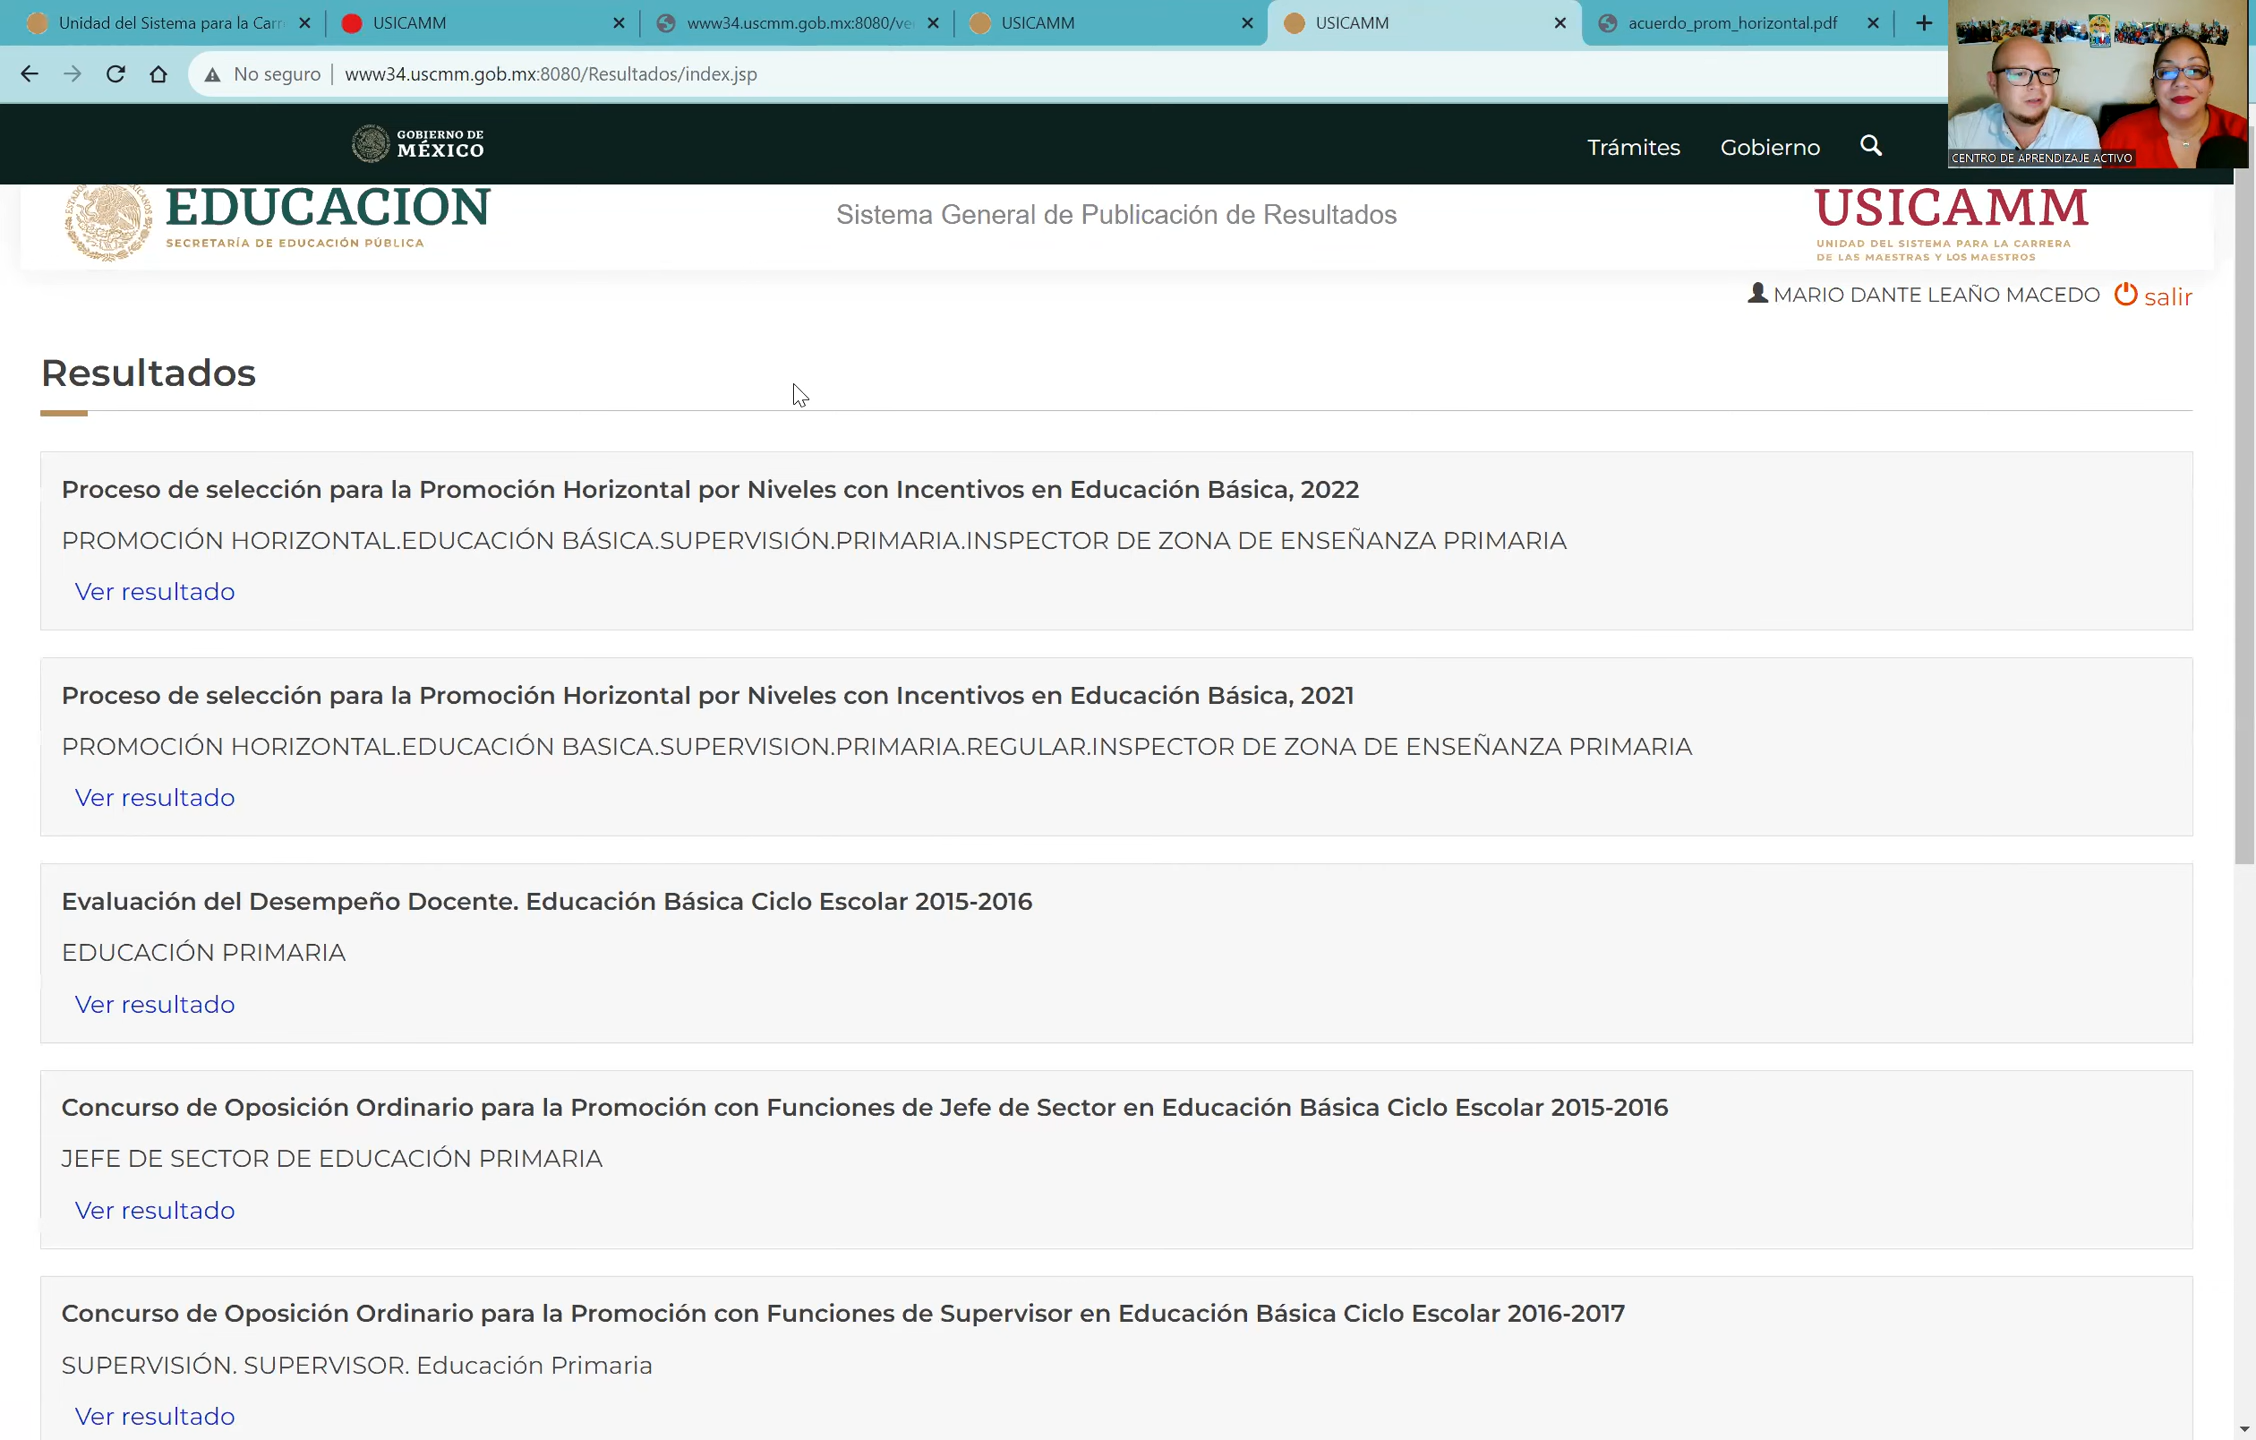 Unidad del Sistema para la Carre
USICAMM
www34.uscmm.gob.mx:8080/ve
USICAMM
USICAMM
acuerdo_prom_horizontal.pdf
No seguro
www34.uscmm.gob.mx:8080/Resultados/index.jsp
CENTRO DE APRENDIZAJE ACTIVO
GOBIERNO DE
MÉXICO
Trámites
Gobierno
EDUCACION
SECRETARÍA DE EDUCACIÓN PÚBLICA
Sistema General de Publicación de Resultados
USICAMM
UNIDAD DEL SISTEMA PARA LA CARRERA
DE LAS MAESTRAS Y LOS MAESTROS
MARIO DANTE LEAÑO MACEDO
salir
Resultados
Proceso de selección para la Promoción Horizontal por Niveles con Incentivos en Educación Básica, 2022
PROMOCIÓN HORIZONTAL.EDUCACIÓN BÁSICA.SUPERVISIÓN.PRIMARIA.INSPECTOR DE ZONA DE ENSEÑANZA PRIMARIA
Ver resultado
Proceso de selección para la Promoción Horizontal por Niveles con Incentivos en Educación Básica, 2021
PROMOCIÓN HORIZONTAL.EDUCACIÓN BASICA.SUPERVISION.PRIMARIA.REGULAR.INSPECTOR DE ZONA DE ENSEÑANZA PRIMARIA
Ver resultado
Evaluación del Desempeño Docente. Educación Básica Ciclo Escolar 2015-2016
EDUCACIÓN PRIMARIA
Ver resultado
Concurso de Oposición Ordinario para la Promoción con Funciones de Jefe de Sector en Educación Básica Ciclo Escolar 2015-2016
JEFE DE SECTOR DE EDUCACIÓN PRIMARIA
Ver resultado
Concurso de Oposición Ordinario para la Promoción con Funciones de Supervisor en Educación Básica Ciclo Escolar 2016-2017
SUPERVISIÓN. SUPERVISOR. Educación Primaria
Ver resultado